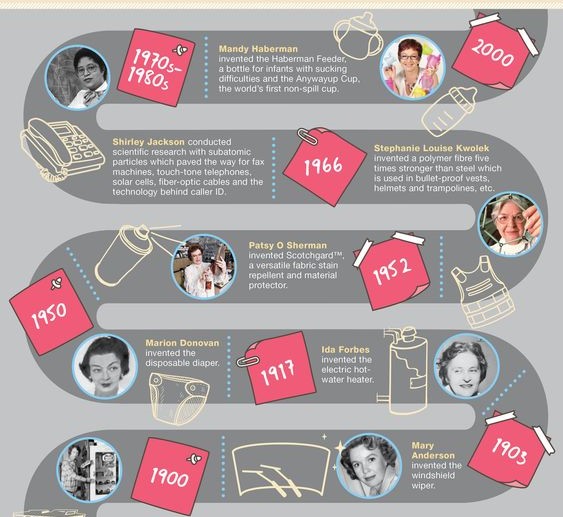 Mandy Haberman
invented the Haberman Feeder,
a bottle for infants with sucking
difficulties and the Anywayup Cup,
the world's first non-spill cup.
2000
1970s–
1980s
Shirley Jackson conducted
scientific research with subatomic
particles which paved the way for fax
machines, touch-tone telephones,
solar cells, fiber-optic cables and the
technology behind caller ID.
1966
Stephanie Louise Kwolek
invented a polymer fibre five
times stronger than steel which
is used in bullet-proof vests,
helmets and trampolines, etc.
Patsy O Sherman
invented Scotchgard™,
a versatile fabric stain
repellent and material
protector.
1952
1950
Marion Donovan
invented the
disposable diaper.
1917
Ida Forbes
invented the
electric hot-
water heater.
Mary
Anderson
invented the
windshield
wiper.
1903
1900